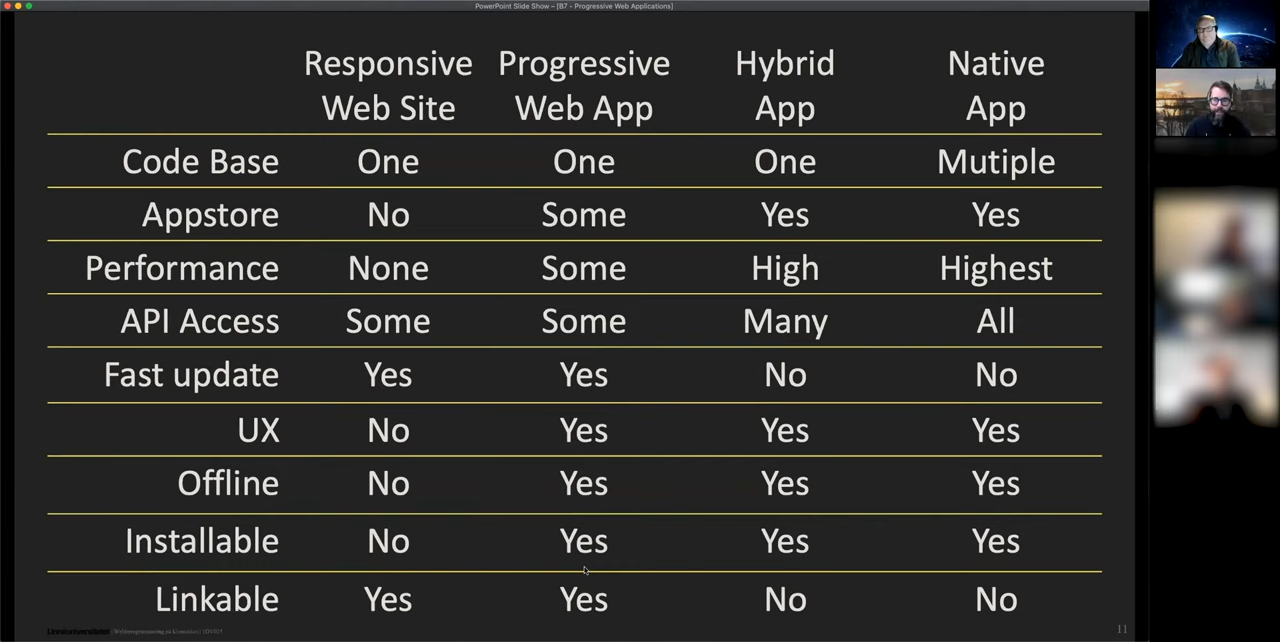 PowerPoint Slide Show – [B7 - Progressive Web Applications]
Responsive Web Site Progressive Web App Hybrid App Native App
Code Base One One One Mutiple
Appstore No Some Yes Yes
Performance None Some High Highest
API Access Some Some Many All
Fast update Yes Yes No No
UX No Yes Yes Yes
Offline No Yes Yes Yes
Installable No Yes Yes Yes
Linkable Yes Yes No No
Linnéuniversitetet
11